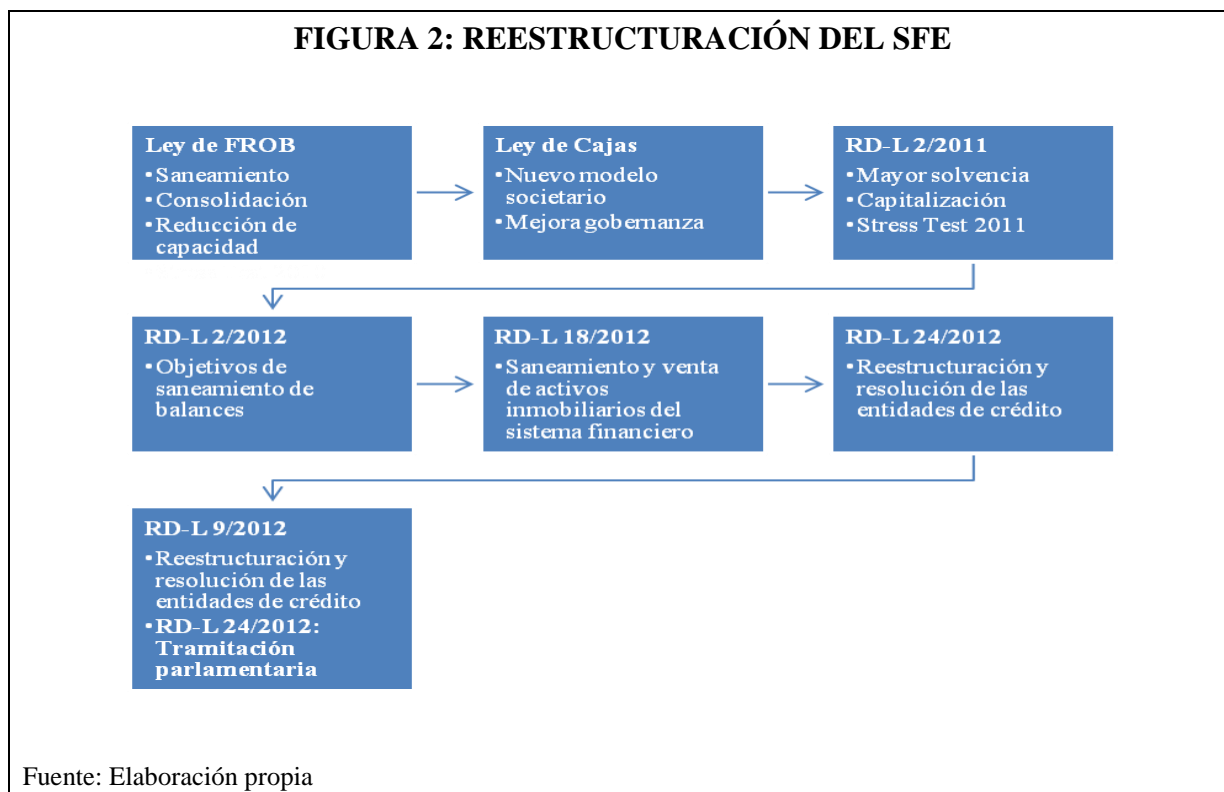 FIGURA 2: REESTRUCTURACIÓN DEL SFE
Ley de FROB
•Saneamiento
•Consolidación
•Reducción de
capacidad
Ley de Cajas
•Nuevo modelo
societario
•Mejora gobernanza
RD-L 2/2011
•Mayor solvencia
•Capitalización
•Stress Test 2011
RD-L 2/2012
•Objetivos de
saneamiento de
balances
RD-L 18/2012
•Saneamiento y venta
de activos
inmobiliarios del
sistema financiero
RD-L 24/2012
•Reestructuración y
resolución de las
entidades de crédito
RD-L 9/2012
•Reestructuración y
resolución de las
entidades de crédito
•RD-L 24/2012:
Tramitación
parlamentaria
Fuente: Elaboración propia